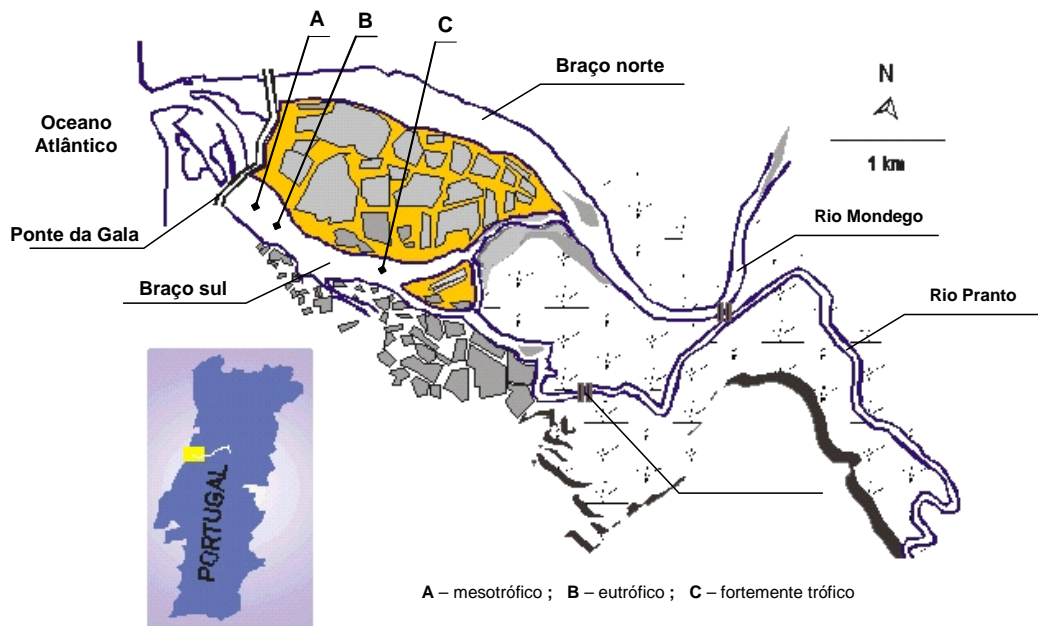 A
B
C
Braço norte
N
Oceano
Atlântico
1 km
Rio Mondego
Ponte da Gala
Braço sul
Rio Pranto
PORTUGAL
A – mesotrófico ; B – eutrófico ; C – fortemente trófico